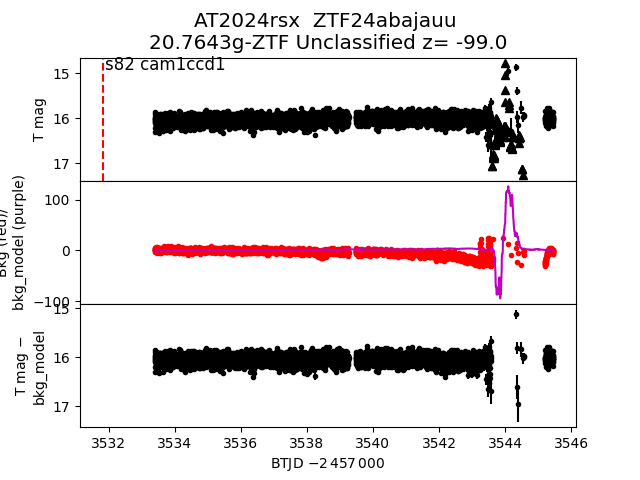 AT2024rsx  ZTF24abajauu
20.7643g-ZTF Unclassified z= -99.0
s82 cam1ccd1
15
16
17
T mag
100
0
−100
Bkg (red)/
bkg_model (purple)
15
16
17
T mag −
bkg_model
3532 3534 3536 3538 3540 3542 3544 3546
BTJD −2 457 000